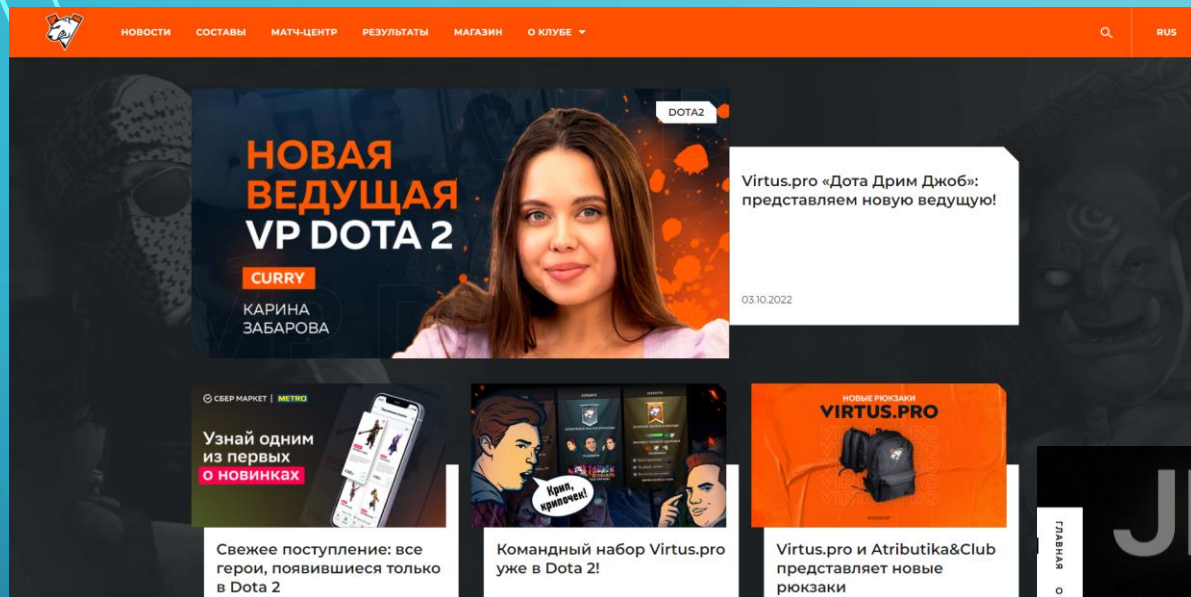 НОВОСТИ СОСТАВЫ МАТЧ-ЦЕНТР РЕЗУЛЬТАТЫ МАГАЗИН О КЛУБЕ RUS
DOTA2
НОВАЯ
ВЕДУЩАЯ
VP DOTA 2
CURRY
КАРИНА
ЗАБАРОВА
Virtus.pro «Дота Дрим Джоб»:
представляем новую ведущую!
03.10.2022
СБЕР МАРКЕТ | METRO
Узнай одним
из первых
о новинках
Свежее поступление: все
герои, появившиеся только
в Dota 2
Крип,
крипочек!
Командный набор Virtus.pro
уже в Dota 2!
НОВЫЕ РЮКЗАКИ
VIRTUS.PRO
Virtus.pro и Atributika&Club
представляет новые
рюкзаки
ГЛАВНАЯ